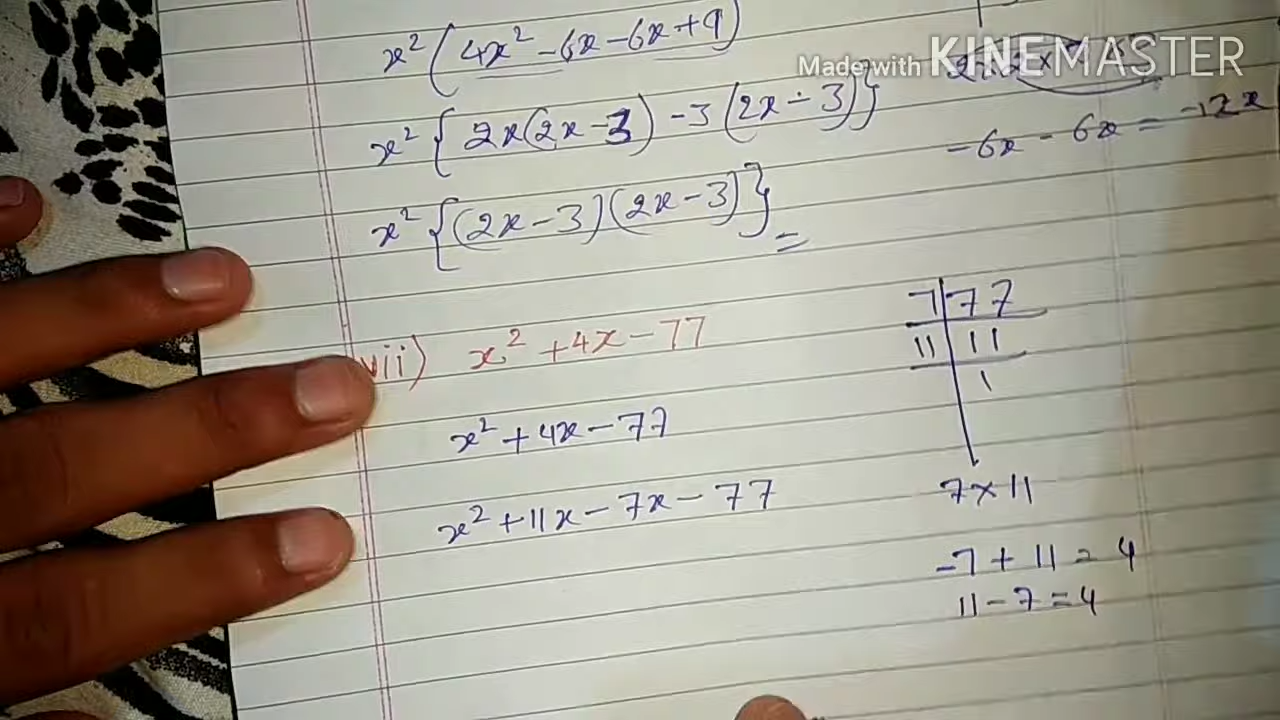 x² ( 4x² - 6x - 6x + 9 )
Made with KINEMASTER
x² { 2x(2x - 3) - 3 (2x - 3) }
-6x - 6x = -12x
x² { (2x - 3) (2x - 3) } =
7 | 77
11 | 11
1
vii) x² + 4x - 77
x² + 4x - 77
7 × 11
x² + 11x - 7x - 77
-7 + 11 = 4
11 - 7 = 4